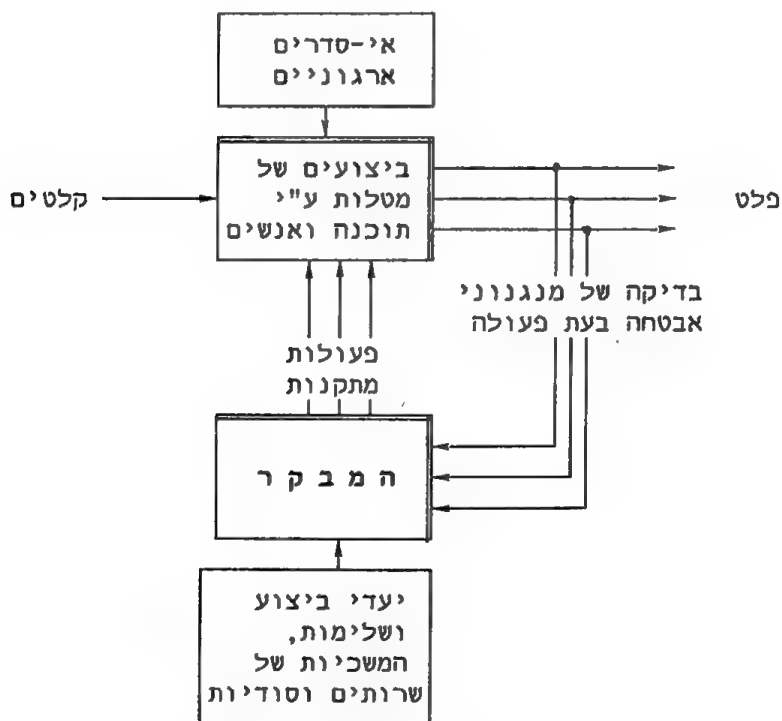 אי-סדרים
ארגוניים
ביצועים של
מטלות ע"י
תוכנה ואנשים
קלטים
פלט
בדיקה של מנגנוני
אבטחה בעת פעולה
פעולות
מתקנות
המבקר
יעדי ביצוע
ושלימות,
המשכיות של
שרותים וסודיות